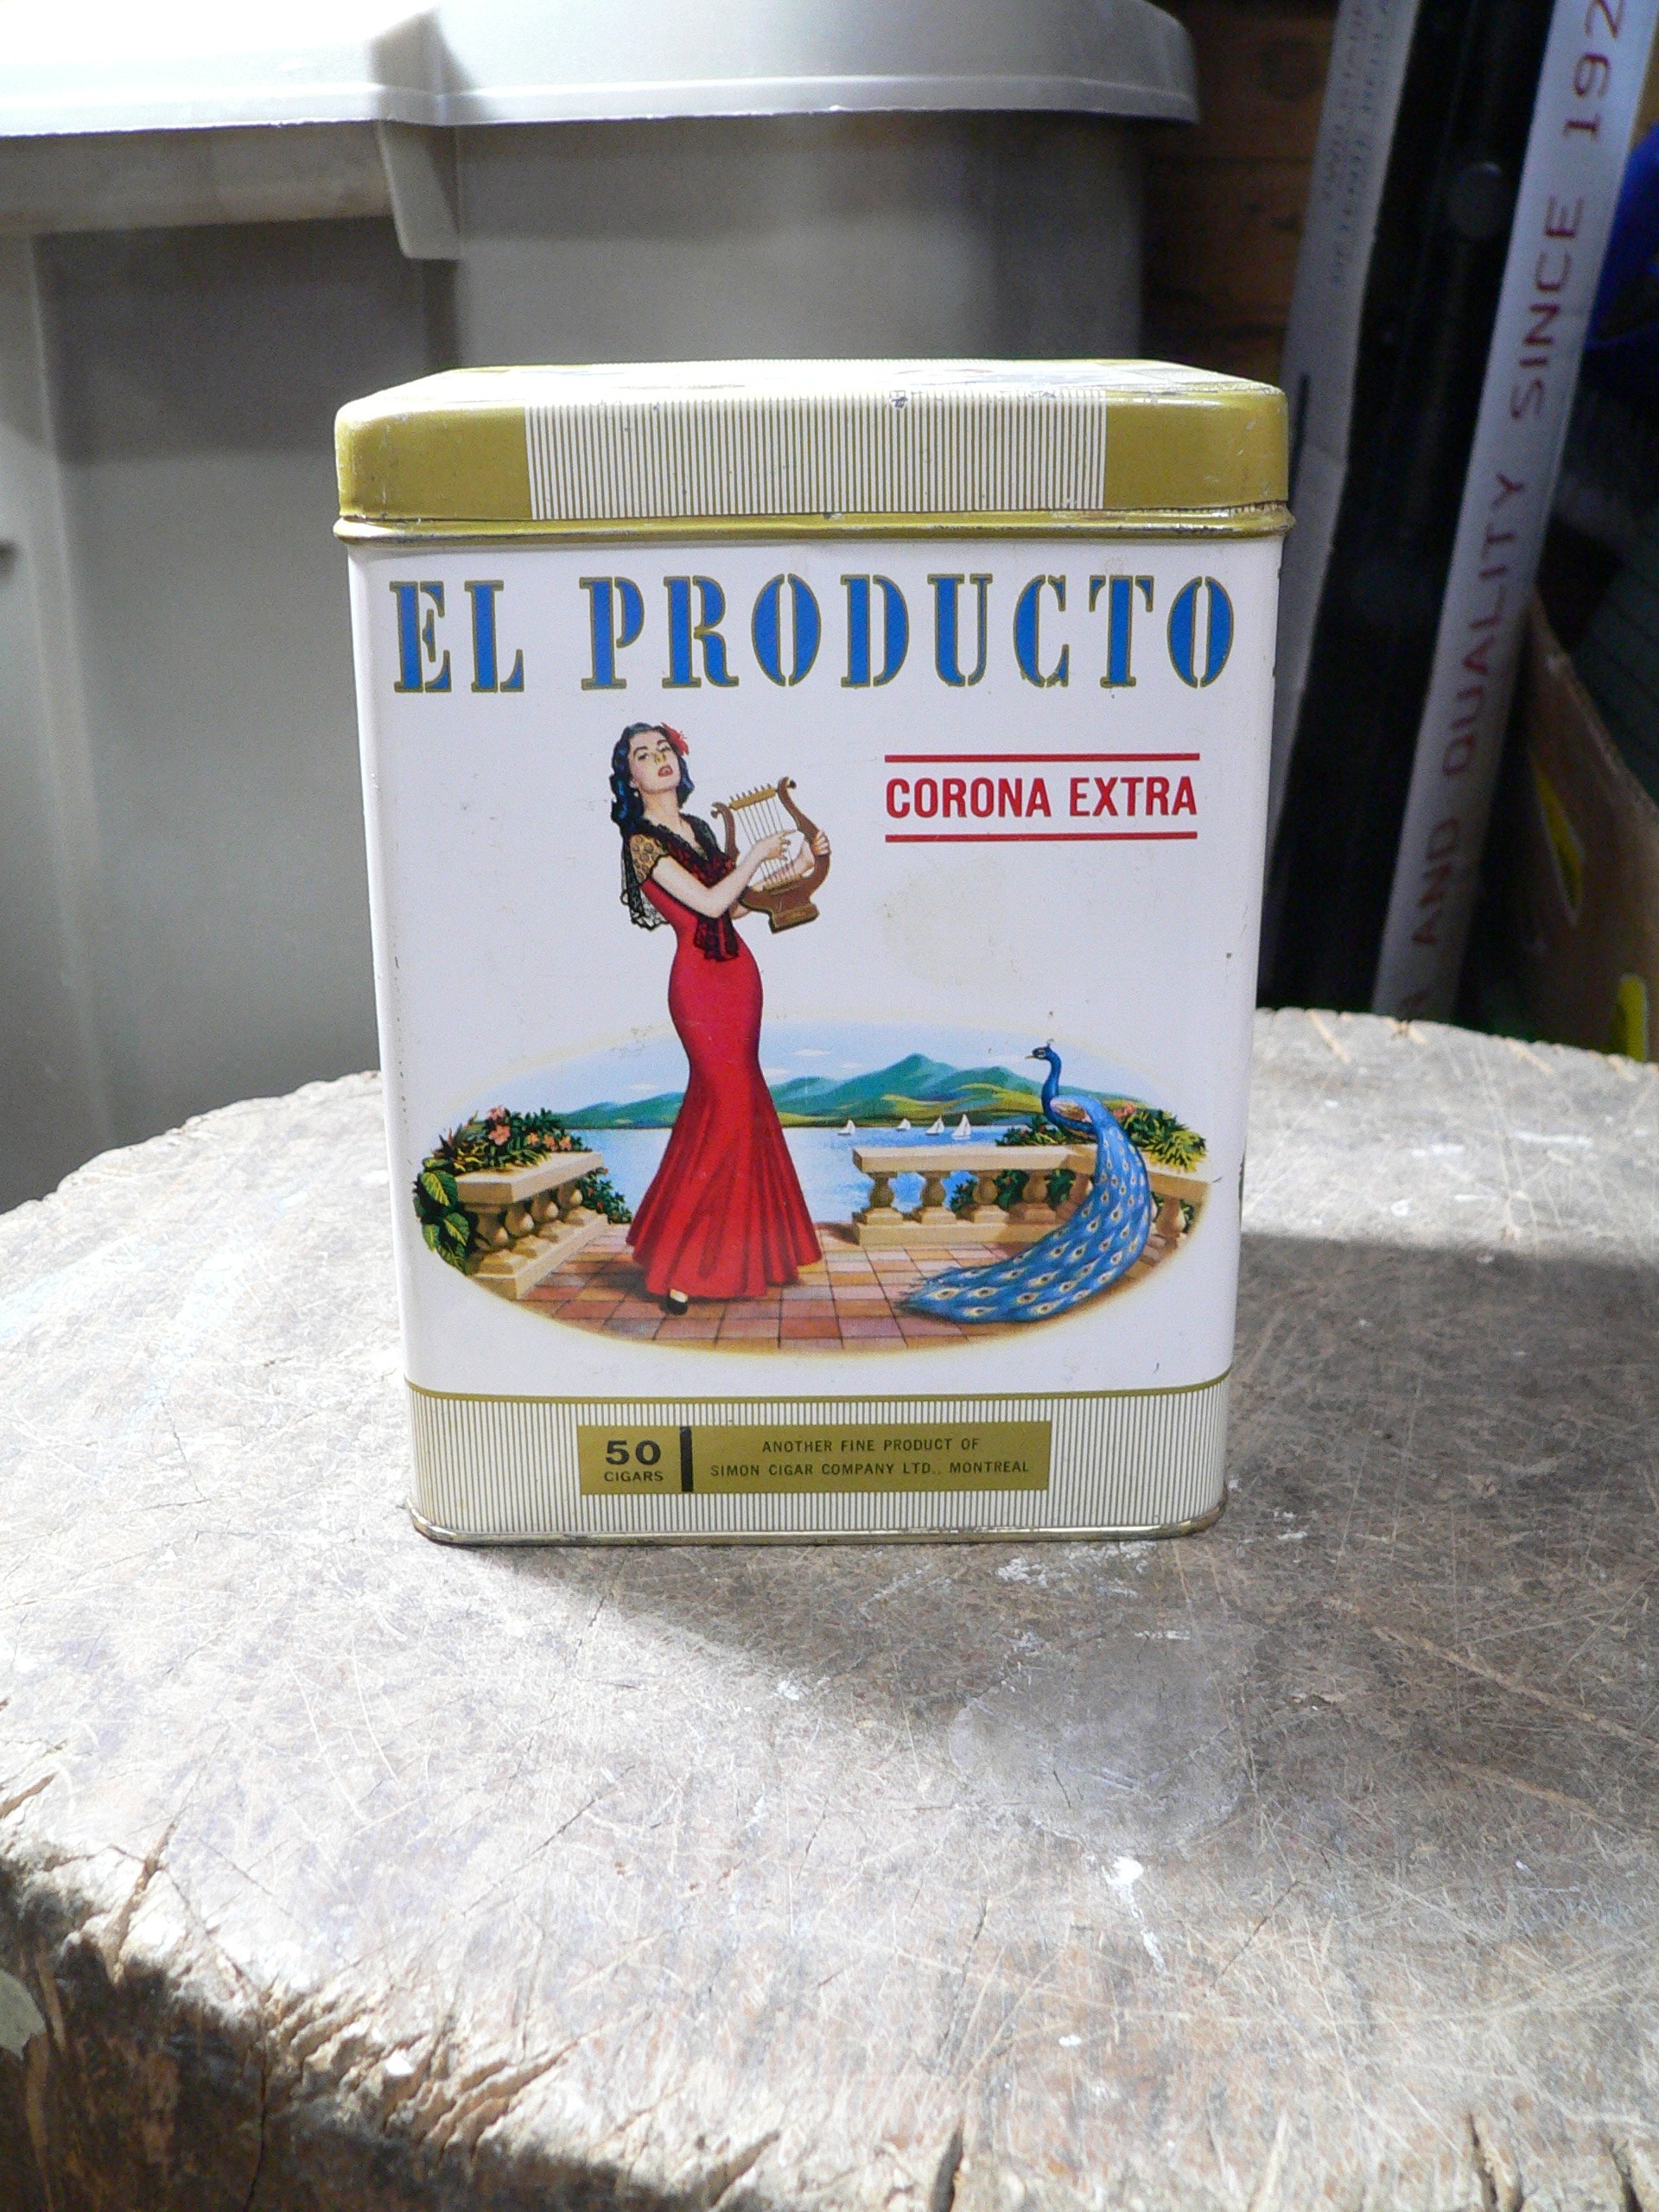 EL PRODUCTO
CORONA EXTRA
50
CIGARS
ANOTHER FINE PRODUCT OF
SIMON CIGAR COMPANY LTD., MONTREAL
AND QUALITY SINCE 192